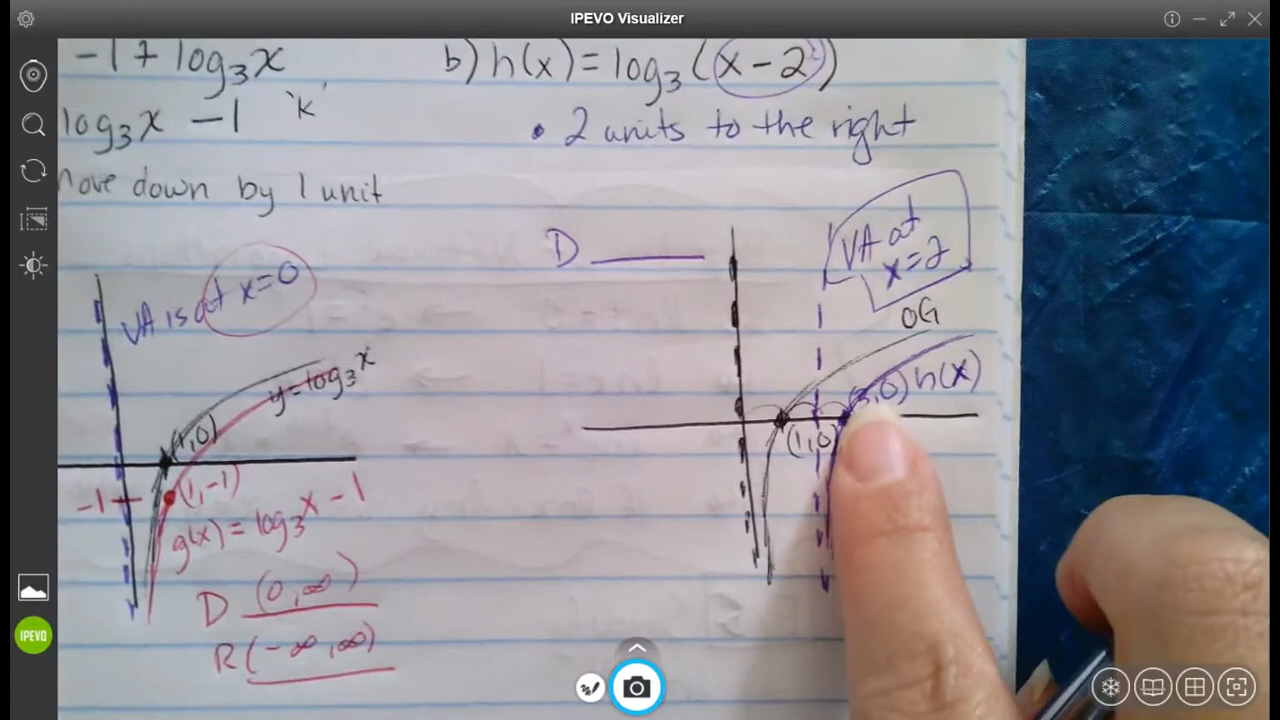 IPEVO Visualizer
-1 + log₃x
log₃x -1 'K'
move down by 1 unit
VA is at x=0
y=log₃x
(1,0)
-1
(1,-1)
g(x) = log₃x - 1
D (0,∞)
R (-∞,∞)
b) h(x) = log₃(x-2)
• 2 units to the right
D
VA at
x=2
OG
(3,0) h(x)
(1,0)
IPEVO